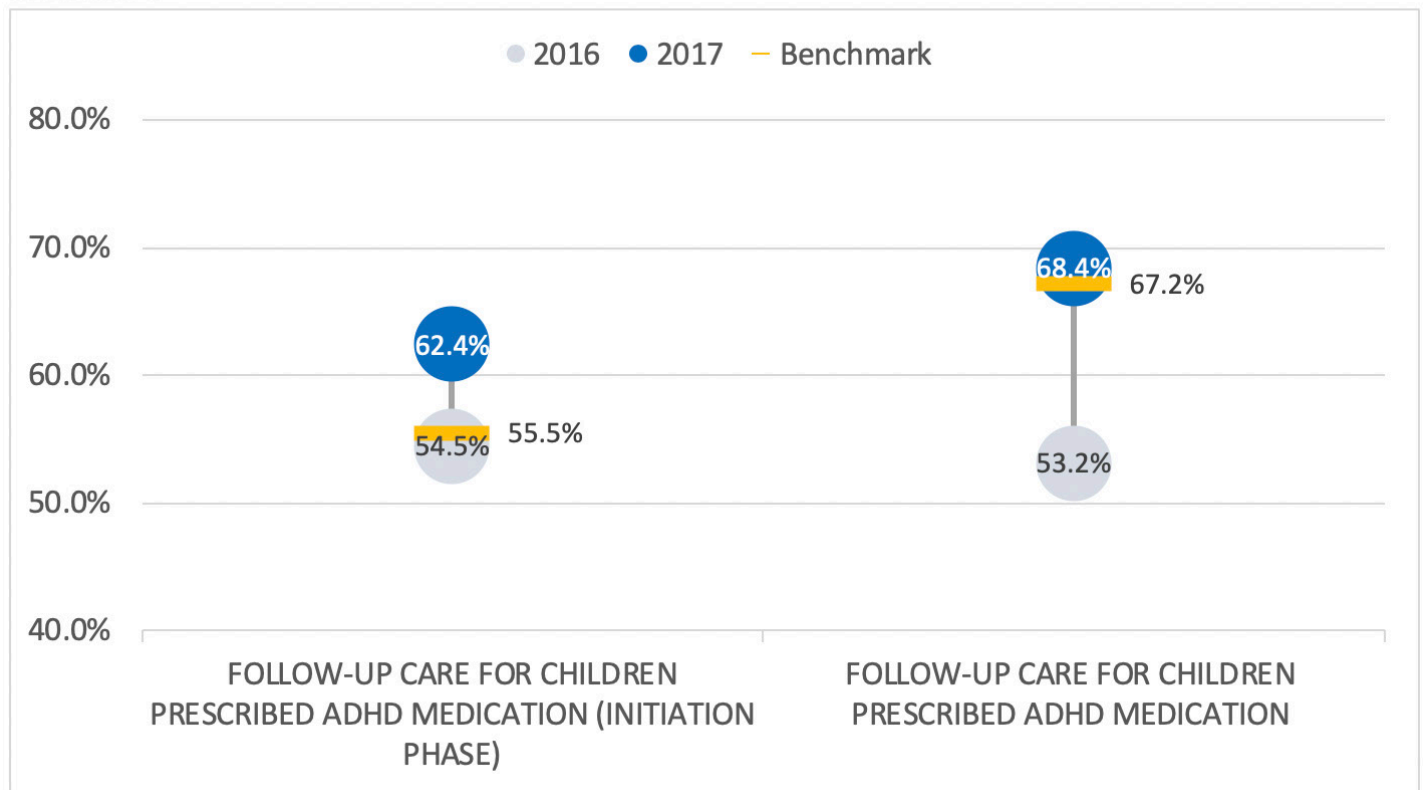 2016 2017 Benchmark
80.0%
70.0%
68.4%
67.2%
62.4%
60.0%
55.5%
54.5%
53.2%
50.0%
40.0%
FOLLOW-UP CARE FOR CHILDREN
PRESCRIBED ADHD MEDICATION (INITIATION
PHASE)
FOLLOW-UP CARE FOR CHILDREN
PRESCRIBED ADHD MEDICATION